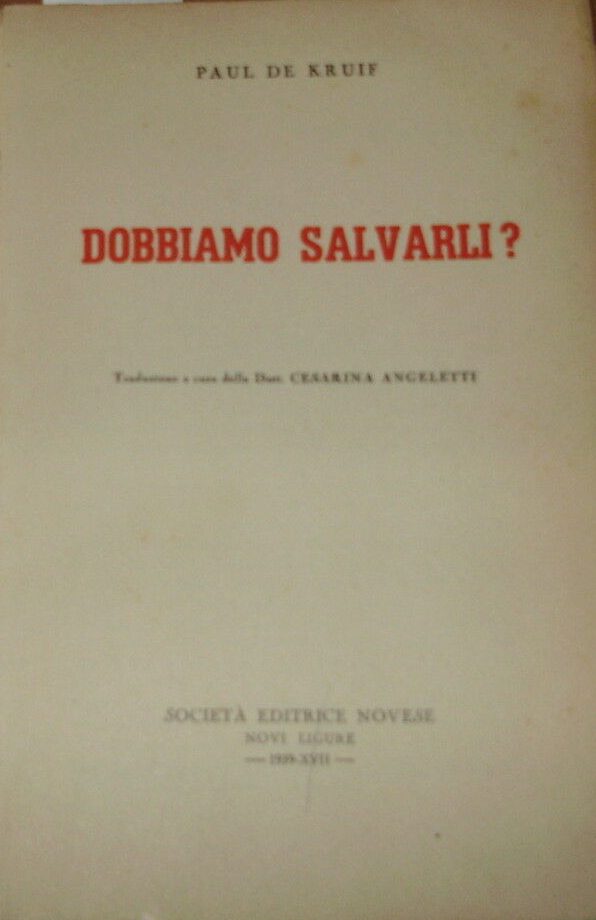 PAUL DE KRUIF
DOBBIAMO SALVARLI?
Traduzione a cura della Dott. CESARINA ANGELETTI
SOCIETÀ EDITRICE NOVESE
NOVI LIGURE
— 1939-XVII —